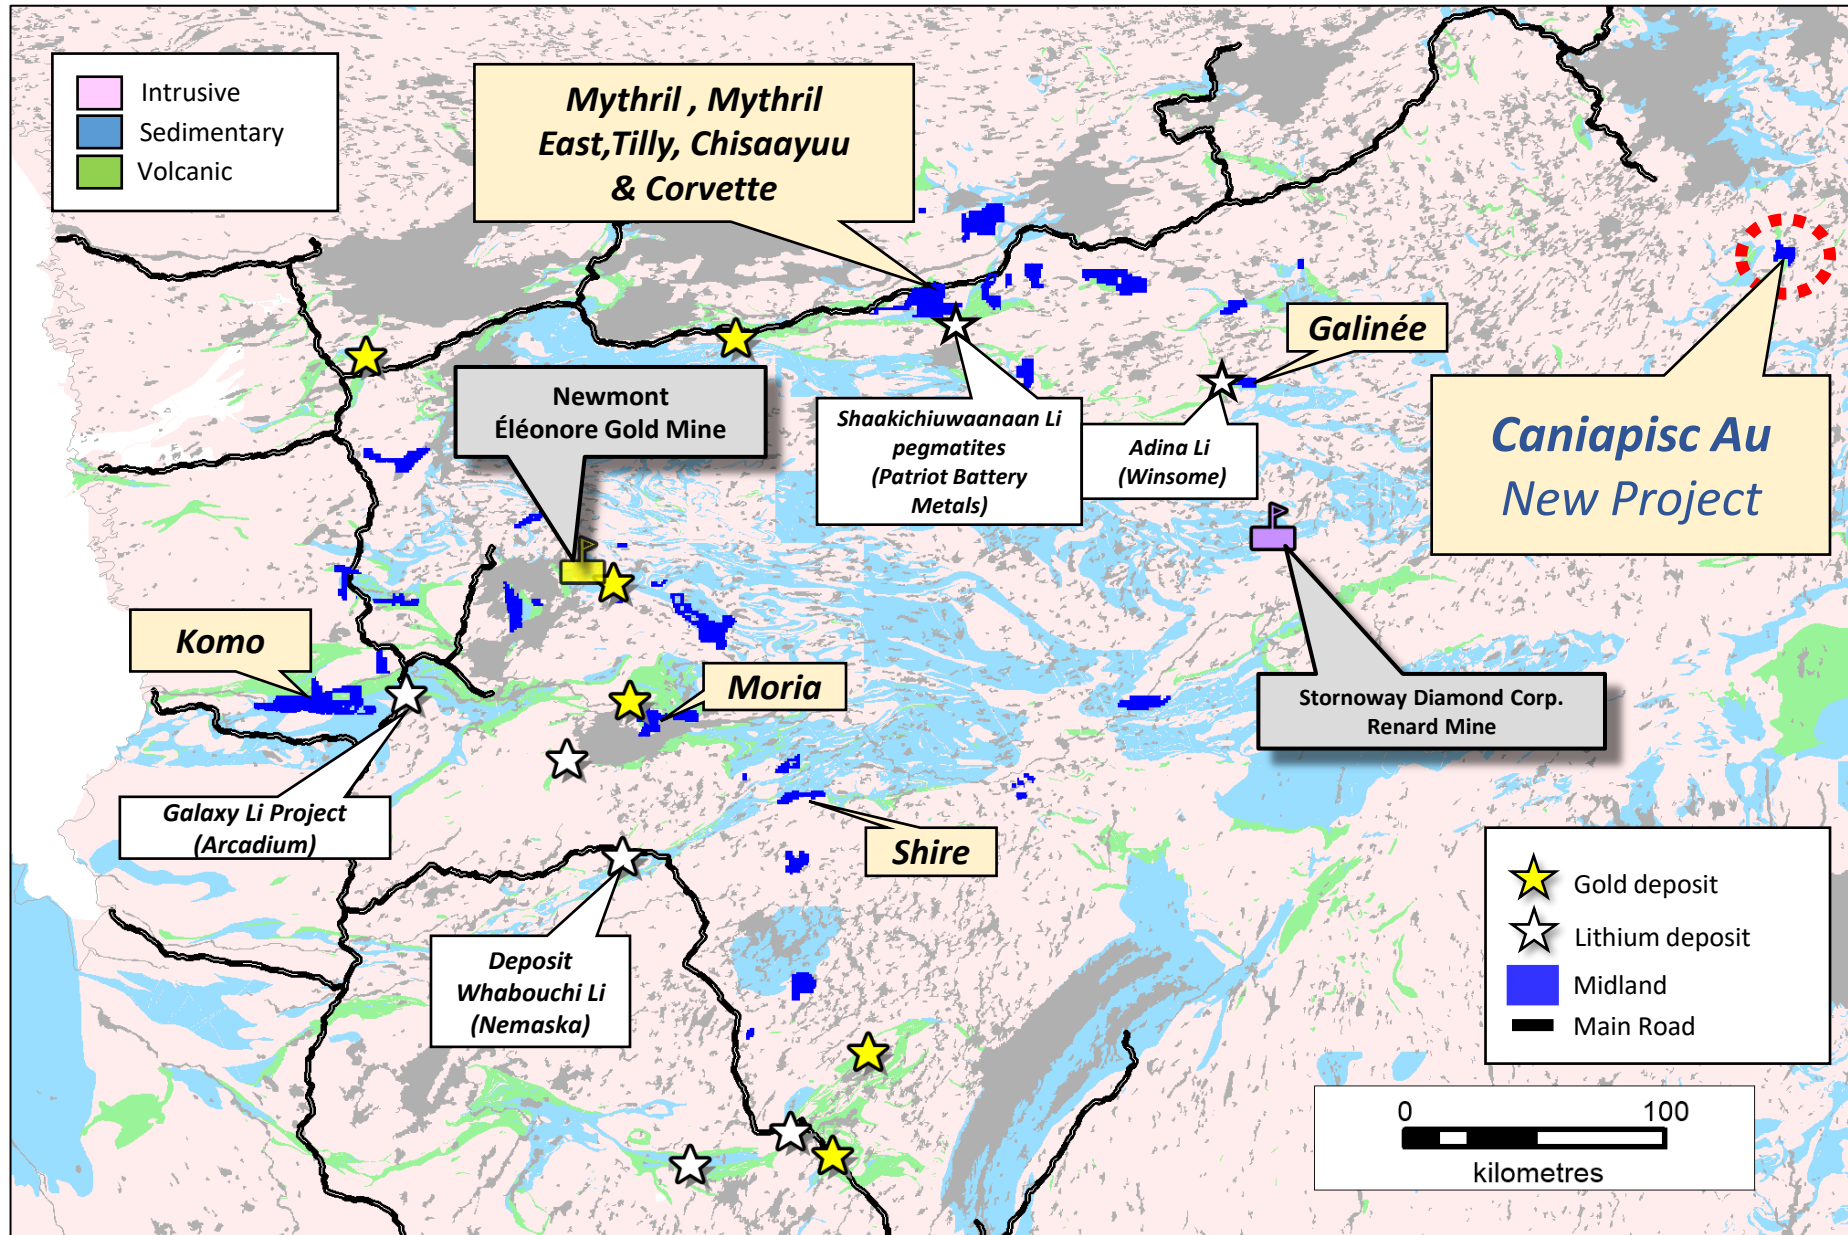 Intrusive
Sedimentary
Volcanic
Mythril , Mythril
East,Tilly, Chisaayuu
& Corvette
Galinée
Newmont
Éléonore Gold Mine
Shaakichiuwaanaan Li
pegmatites
(Patriot Battery
Metals)
Adina Li
(Winsome)
Caniapisc Au
New Project
Komo
Moria
Stornoway Diamond Corp.
Renard Mine
Galaxy Li Project
(Arcadium)
Shire
Deposit
Whabouchi Li
(Nemaska)
Gold deposit
Lithium deposit
Midland
Main Road
0 100
kilometres